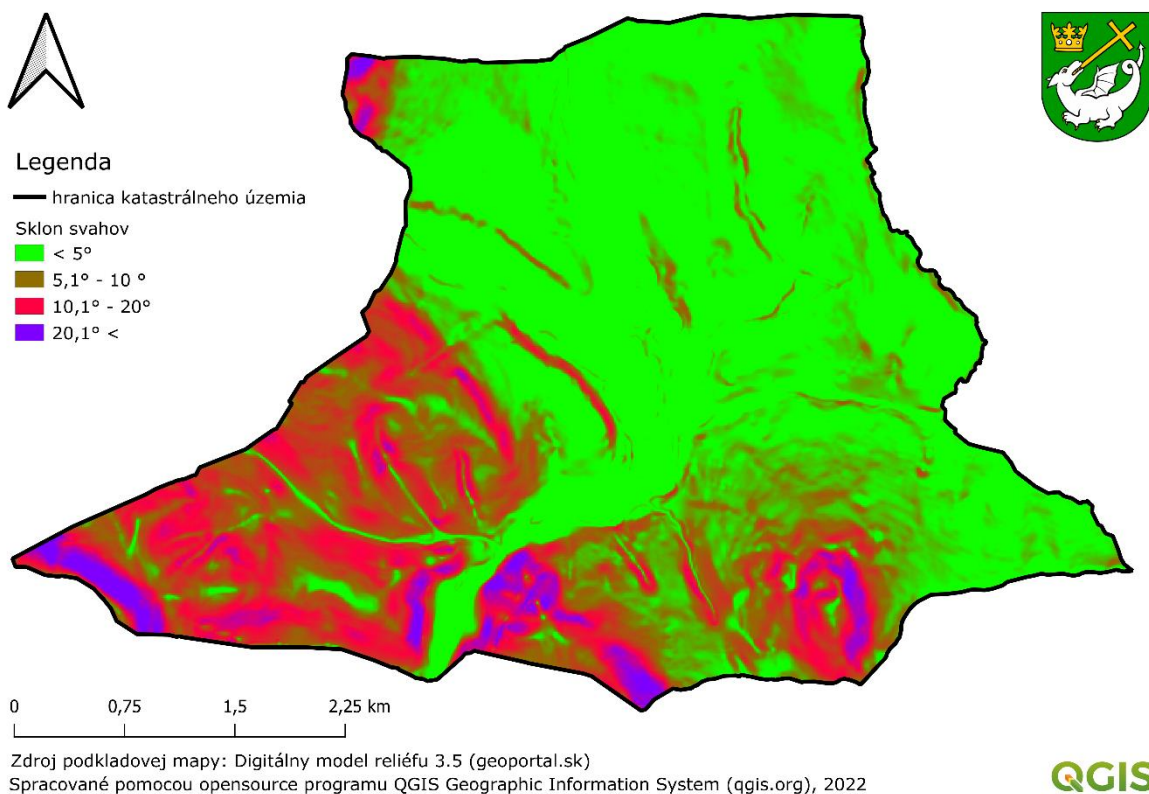 Legenda
hranica katastrálneho územia
Sklon svahov
< 5°
5,1° - 10 °
10,1° - 20°
20,1° <
0 0,75 1,5 2,25 km
Zdroj podkladovej mapy: Digitálny model reliéfu 3.5 (geoportal.sk)
Spracované pomocou opensource programu QGIS Geographic Information System (qgis.org), 2022
QGIS